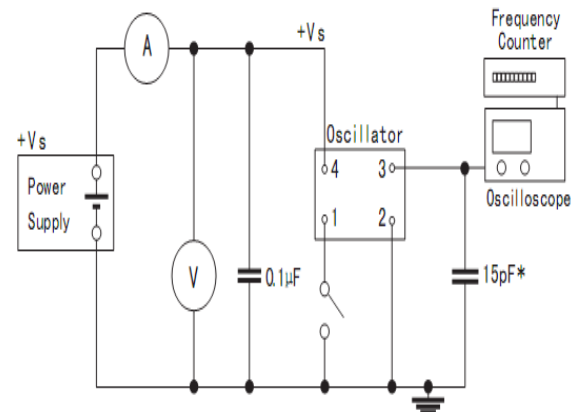 Frequency
Counter
+Vs
A
Oscillator
+Vs
4 3
Oscilloscope
Power
Supply
1 2
V
0.1μF
15pF*